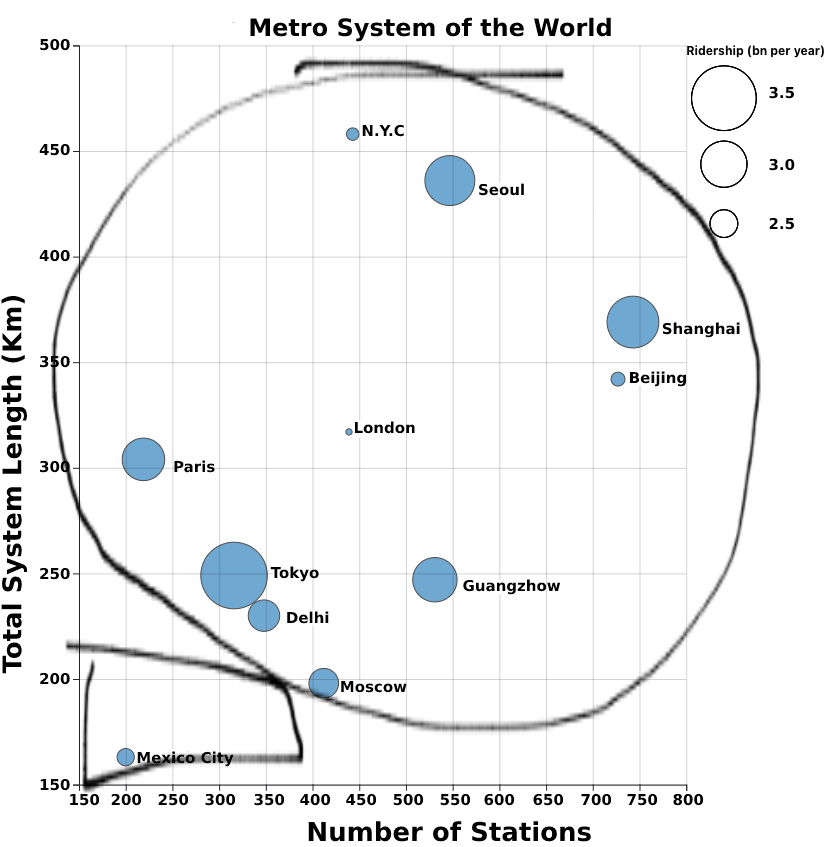 Metro System of the World
Ridership (bn per year)
3.5
3.0
2.5
Total System Length (Km)
500
450
400
350
300
250
200
150
N.Y.C
Seoul
Shanghai
Beijing
London
Paris
Tokyo
Guangzhow
Delhi
Moscow
Mexico City
150 200 250 300 350 400 450 500 550 600 650 700 750 800
Number of Stations